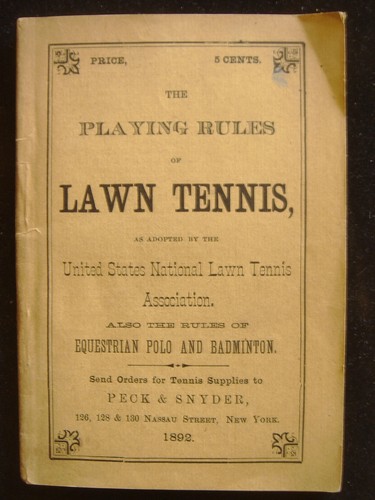 PRICE, 5 CENTS.
THE
PLAYING RULES
OF
LAWN TENNIS,
AS ADOPTED BY THE
United States National Lawn Tennis
Association.
ALSO THE RULES OF
EQUESTRIAN POLO AND BADMINTON.
Send Orders for Tennis Supplies to
PECK & SNYDER,
126, 128 & 130 NASSAU STREET, NEW YORK.
1892.